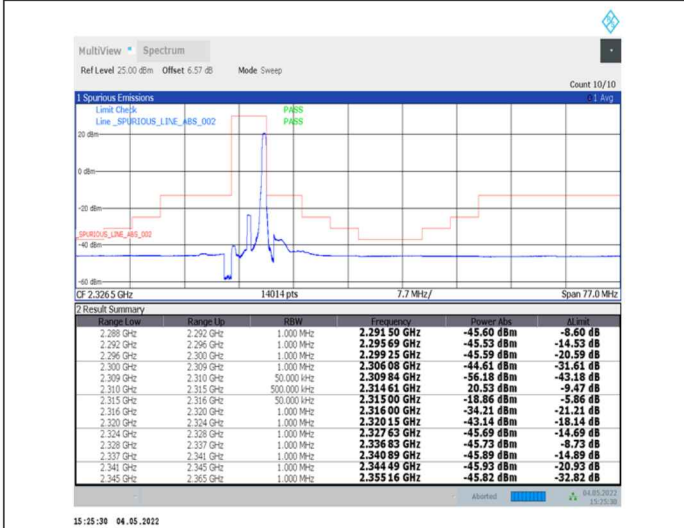 MultiView Spectrum
Ref Level 25.00 dBm Offset 6.57 dB Mode Sweep
Count 10/10
1 Spurious Emissions 1 Avg
Limit Check PASS
Line _SPURIOUS_LINE_ABS_002 PASS
20 dBm
0 dBm
-20 dBm
_SPURIOUS_LINE_ABS_002
-40 dBm
-60 dBm
CF 2.3265 GHz 14014 pts 7.7 MHz/ Span 77.0 MHz
2 Result Summary
Range Low Range Up RBW Frequency Power Abs ΔLimit
2.288 GHz 2.292 GHz 1.000 MHz 2.291 50 GHz -45.60 dBm -8.60 dB
2.292 GHz 2.296 GHz 1.000 MHz 2.295 69 GHz -45.53 dBm -14.53 dB
2.296 GHz 2.300 GHz 1.000 MHz 2.299 25 GHz -45.59 dBm -20.59 dB
2.300 GHz 2.309 GHz 1.000 MHz 2.306 08 GHz -44.61 dBm -31.61 dB
2.309 GHz 2.310 GHz 50.000 kHz 2.309 84 GHz -56.18 dBm -43.18 dB
2.310 GHz 2.315 GHz 500.000 kHz 2.314 61 GHz 20.53 dBm -9.47 dB
2.315 GHz 2.316 GHz 50.000 kHz 2.315 00 GHz -18.86 dBm -5.86 dB
2.316 GHz 2.320 GHz 1.000 MHz 2.316 00 GHz -34.21 dBm -21.21 dB
2.320 GHz 2.324 GHz 1.000 MHz 2.320 15 GHz -43.14 dBm -18.14 dB
2.324 GHz 2.328 GHz 1.000 MHz 2.327 63 GHz -45.69 dBm -14.69 dB
2.328 GHz 2.337 GHz 1.000 MHz 2.336 83 GHz -45.73 dBm -8.73 dB
2.337 GHz 2.341 GHz 1.000 MHz 2.340 89 GHz -45.89 dBm -14.89 dB
2.341 GHz 2.345 GHz 1.000 MHz 2.344 49 GHz -45.93 dBm -20.93 dB
2.345 GHz 2.365 GHz 1.000 MHz 2.355 16 GHz -45.82 dBm -32.82 dB
Aborted 04.05.2022
15:25:30
15:25:30 04.05.2022